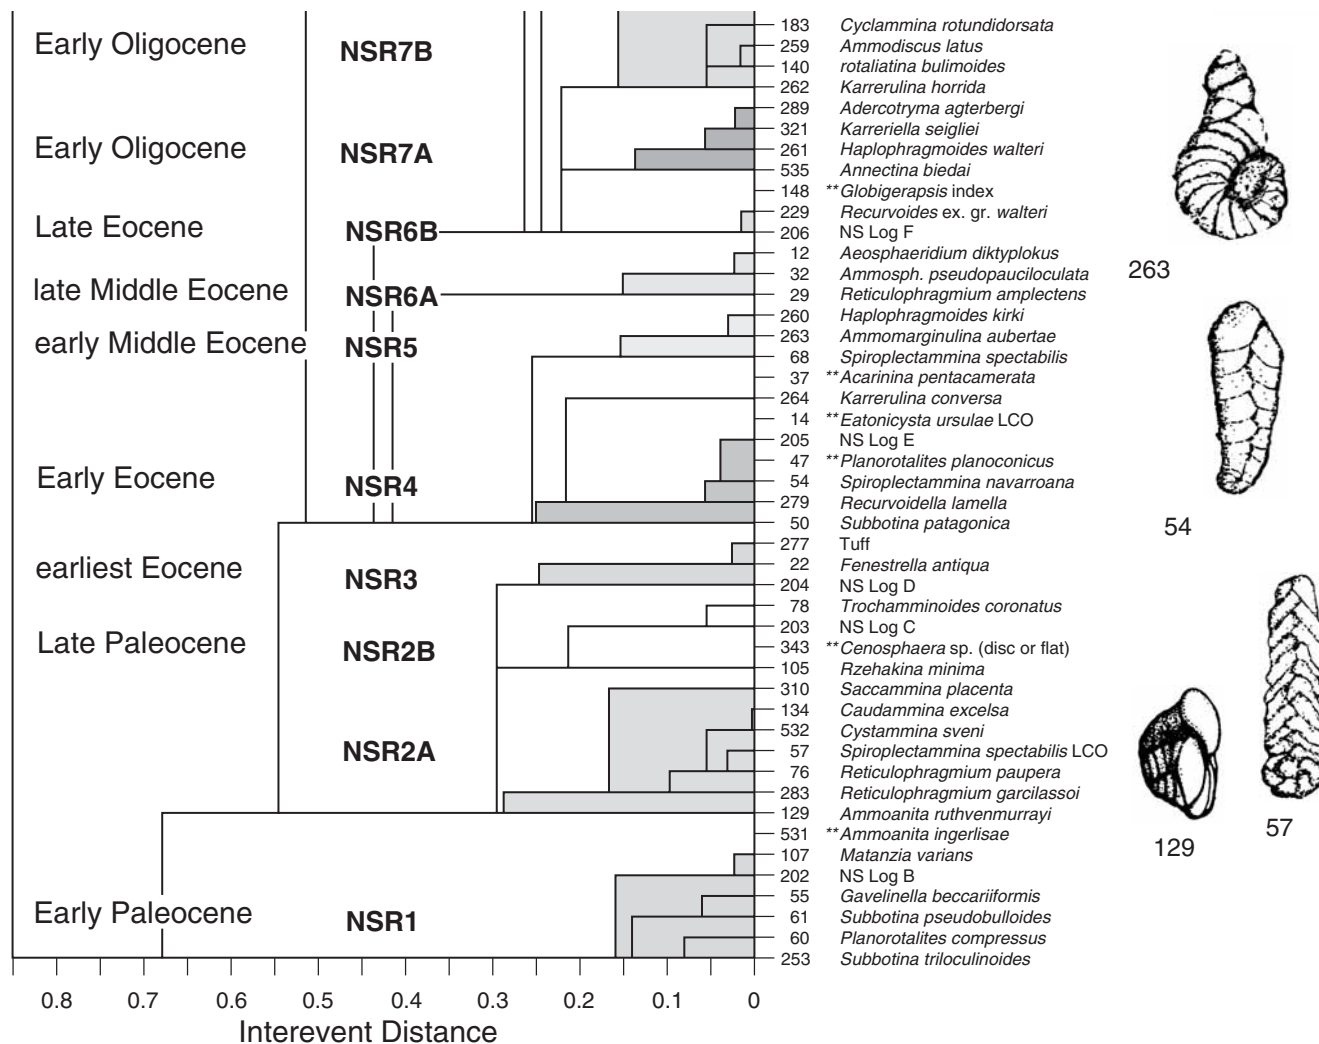 Early Oligocene NSR7B
Early Oligocene NSR7A
Late Eocene NSR6B
late Middle Eocene NSR6A
early Middle Eocene NSR5
Early Eocene NSR4
earliest Eocene NSR3
Late Paleocene NSR2B
NSR2A
Early Paleocene NSR1
183 Cyclammina rotundidorsata
259 Ammodiscus latus
140 rotaliatina bulimoides
262 Karrerulina horrida
289 Adercotryma agterbergi
321 Karreriella seigliei
261 Haplophragmoides walteri
535 Annectina biedai
148 **Globigerapsis index
229 Recurvoides ex. gr. walteri
206 NS Log F
12 Aeosphaeridium diktyplokus
32 Ammosph. pseudopauciloculata
29 Reticulophragmium amplectens
260 Haplophragmoides kirki
263 Ammomarginulina aubertae
68 Spiroplectammina spectabilis
37 **Acarinina pentacamerata
264 Karrerulina conversa
14 **Eatonicysta ursulae LCO
205 NS Log E
47 **Planorotalites planoconicus
54 Spiroplectammina navarroana
279 Recurvoidella lamella
50 Subbotina patagonica
277 Tuff
22 Fenestrella antiqua
204 NS Log D
78 Trochamminoides coronatus
203 NS Log C
343 **Cenosphaera sp. (disc or flat)
105 Rzehakina minima
310 Saccammina placenta
134 Caudammina excelsa
532 Cystammina sveni
57 Spiroplectammina spectabilis LCO
76 Reticulophragmium paupera
283 Reticulophragmium garcilassoi
129 Ammoanita ruthvenmurrayi
531 **Ammoanita ingerlisae
107 Matanzia varians
202 NS Log B
55 Gavelinella beccariiformis
61 Subbotina pseudobulloides
60 Planorotalites compressus
253 Subbotina triloculinoides
263
54
57
129
0.8 0.7 0.6 0.5 0.4 0.3 0.2 0.1 0
Interevent Distance